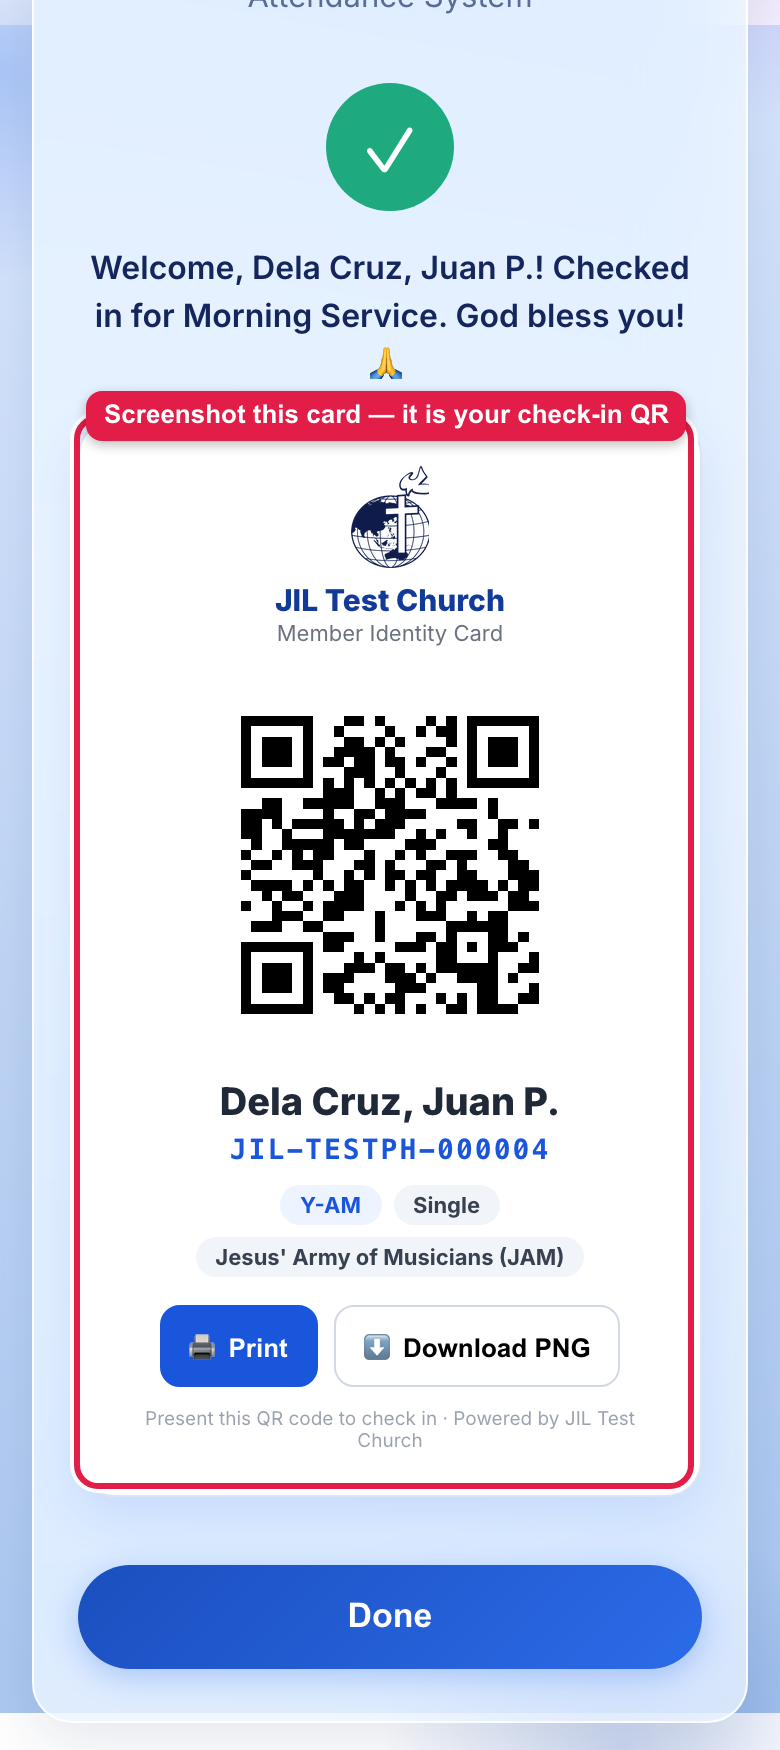 Attendance System
Welcome, Dela Cruz, Juan P.! Checked
in for Morning Service. God bless you!
🙏
Screenshot this card — it is your check-in QR
JIL Test Church
Member Identity Card
Dela Cruz, Juan P.
JIL-TESTPH-000004
Y-AM
Single
Jesus' Army of Musicians (JAM)
🖨️ Print
⬇️ Download PNG
Present this QR code to check in · Powered by JIL Test
Church
Done